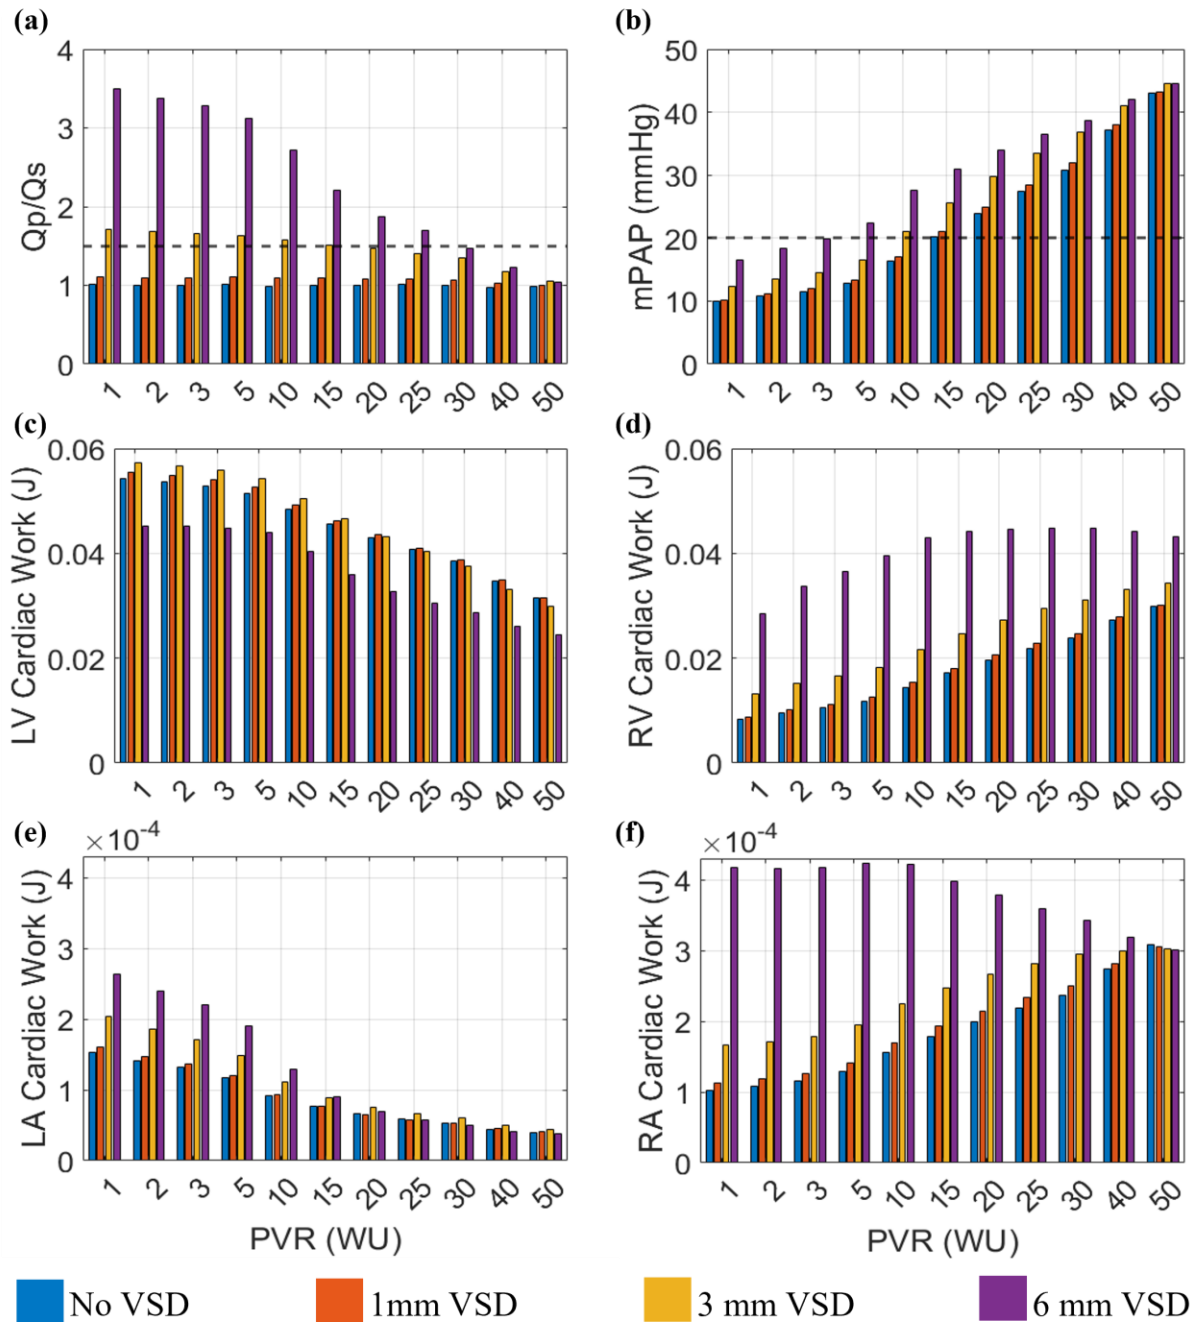 (a)
Qp/Qs
4
3
2
1
0
1 2 3 5 10 15 20 25 30 40 50
(b)
mPAP (mmHg)
50
40
30
20
10
0
1 2 3 5 10 15 20 25 30 40 50
(c)
LV Cardiac Work (J)
0.06
0.04
0.02
0
1 2 3 5 10 15 20 25 30 40 50
(d)
RV Cardiac Work (J)
0.06
0.04
0.02
0
1 2 3 5 10 15 20 25 30 40 50
(e)
×10⁻⁴
LA Cardiac Work (J)
4
3
2
1
0
1 2 3 5 10 15 20 25 30 40 50
PVR (WU)
(f)
×10⁻⁴
RA Cardiac Work (J)
4
3
2
1
0
1 2 3 5 10 15 20 25 30 40 50
PVR (WU)
No VSD
1mm VSD
3 mm VSD
6 mm VSD